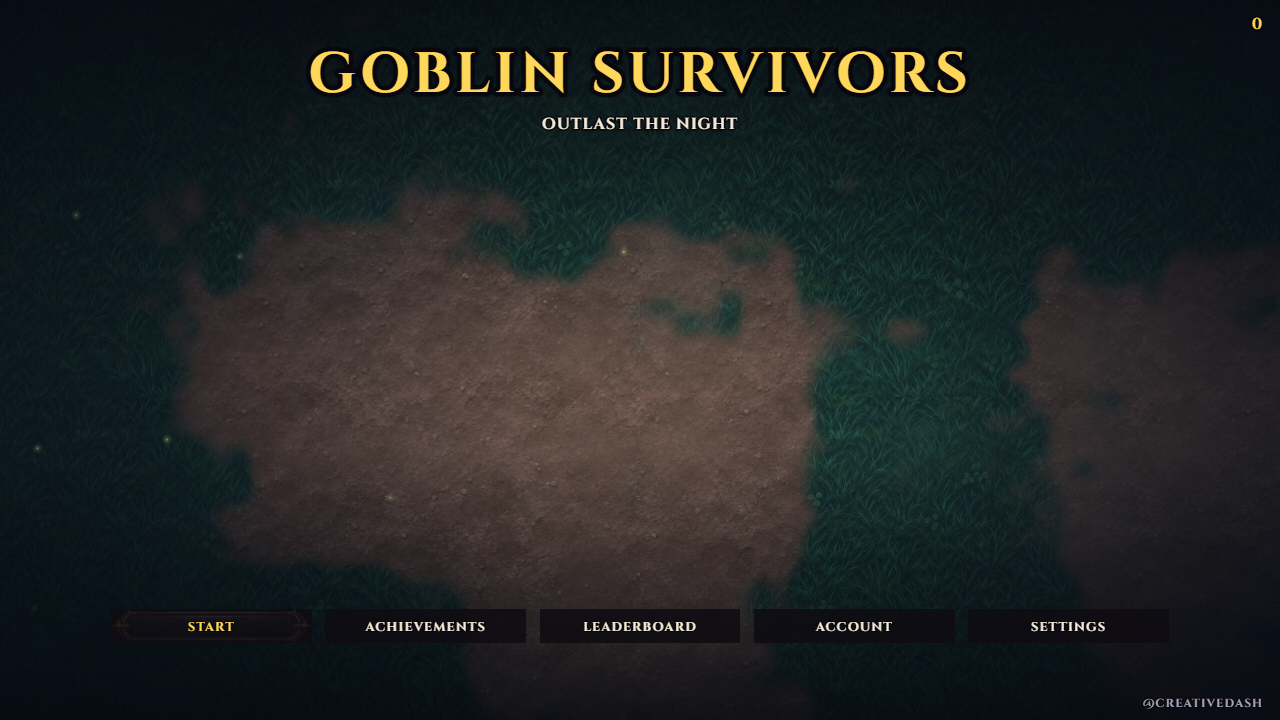 0
GOBLIN SURVIVORS
OUTLAST THE NIGHT
START ACHIEVEMENTS LEADERBOARD ACCOUNT SETTINGS
@CREATIVEDASH